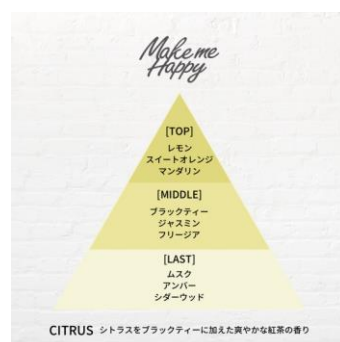 Make me
Happy
[TOP]
レモン
スイートオレンジ
マンダリン
[MIDDLE]
ブラックティー
ジャスミン
フリージア
[LAST]
ムスク
アンバー
シダーウッド
CITRUS シトラスをブラックティーに加えた爽やかな紅茶の香り